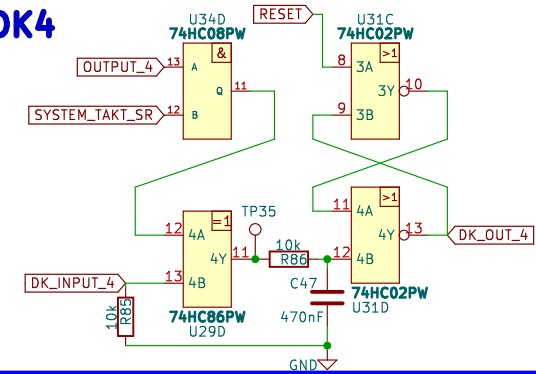 DK4
U34D
74HC08PW
&
OUTPUT_4
13
A
Q
11
SYSTEM_TAKT_SR
12
B
RESET
U31C
74HC02PW
>1
8
3A
3Y
10
9
3B
=1
12
4A
4Y
11
DK_INPUT_4
13
4B
74HC86PW
U29D
10k
R85
TP35
10k
R86
C47
470nF
GND
>1
11
4A
4Y
13
DK_OUT_4
12
4B
74HC02PW
U31D